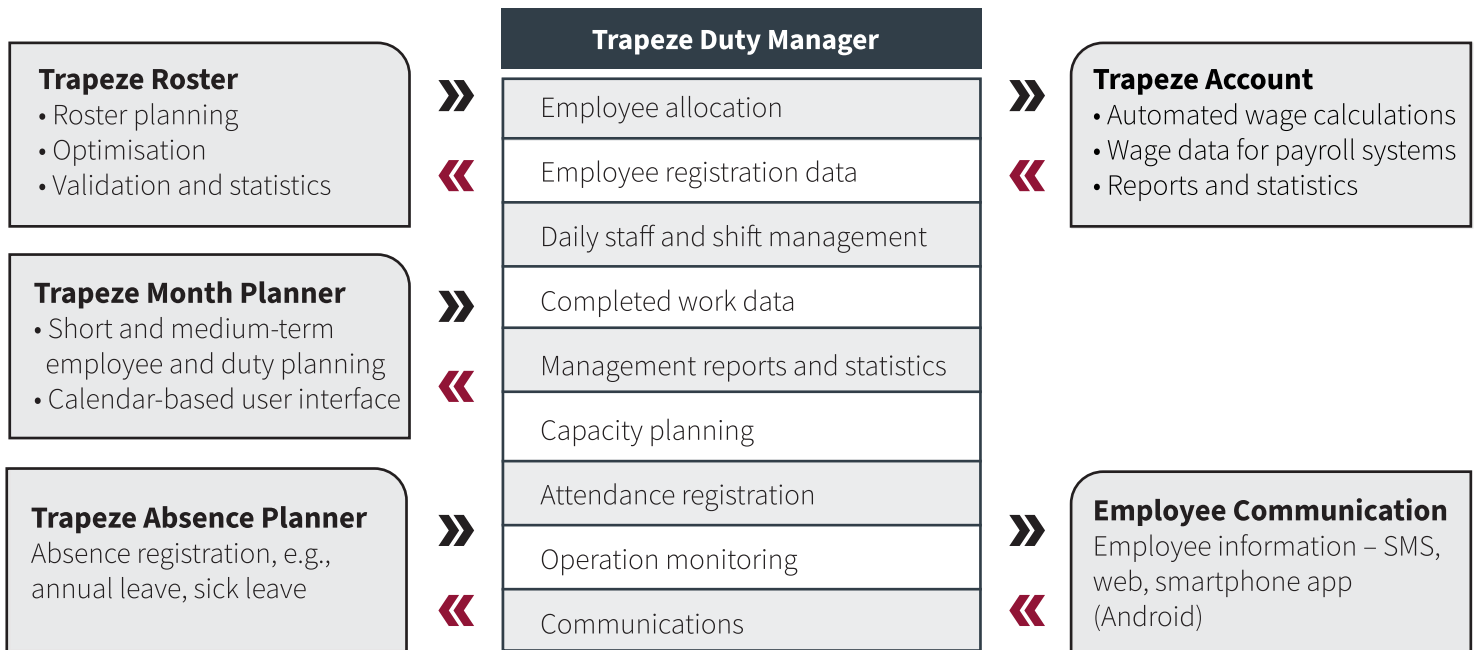 Trapeze Duty Manager
Trapeze Roster
• Roster planning
• Optimisation
• Validation and statistics
Trapeze Month Planner
• Short and medium-term
employee and duty planning
• Calendar-based user interface
Trapeze Absence Planner
Absence registration, e.g.,
annual leave, sick leave
Employee allocation
Employee registration data
Daily staff and shift management
Completed work data
Management reports and statistics
Capacity planning
Attendance registration
Operation monitoring
Communications
Trapeze Account
• Automated wage calculations
• Wage data for payroll systems
• Reports and statistics
Employee Communication
Employee information – SMS,
web, smartphone app
(Android)